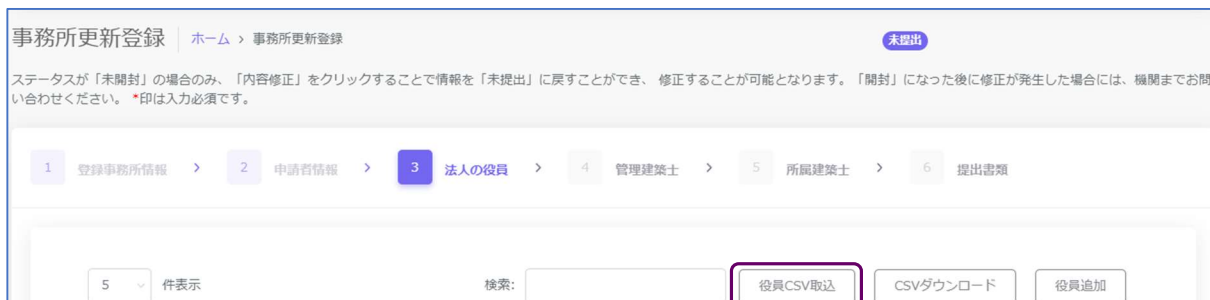 事務所更新登録 ホーム > 事務所更新登録 未提出
ステータスが「未開封」の場合のみ、「内容修正」をクリックすることで情報を「未提出」に戻すことができ、 修正することが可能となります。「開封」になった後に修正が発生した場合には、機関までお問
い合わせください。 *印は入力必須です。
1 登録事務所情報 > 2 申請者情報 > 3 法人の役員 > 4 管理建築士 > 5 所属建築士 > 6 提出書類
5 件表示 検索: 役員CSV取込 CSVダウンロード 役員追加